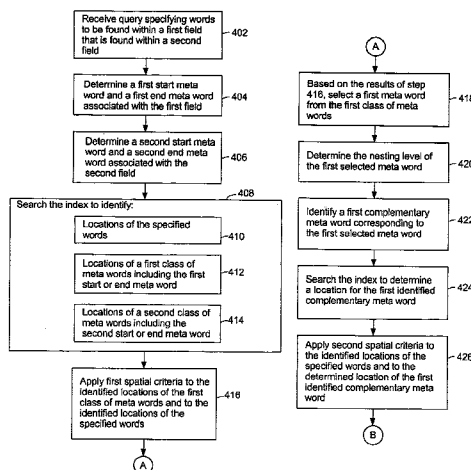 Receive query specifying words
to be found within a first field
that is found within a second
field
402
Determine a first start meta
word and a first end meta word
associated with the first field
404
Determine a second start meta
word and a second end meta
word associated with the
second field
406
408
Search the index to identify:
Locations of the specified
words
410
Locations of a first class of
meta words including the first
start or end meta word
412
Locations of a second class of
meta words including the
second start or end meta word
414
Apply first spatial criteria to the
identified locations of the
first class of meta words and to the
identified locations of the
specified words
416
A
A
Based on the results of step
416, select a first meta word
from the first class of meta
words
418
Determine the nesting level of
the first selected meta word
420
Identify a first complementary
meta word corresponding to
the first selected meta word
422
Search the index to determine
a location for the first identified
complementary meta word
424
Apply second spatial criteria to
the identified locations of the
specified words and to the
determined location of the first
identified complementary meta
word
426
B